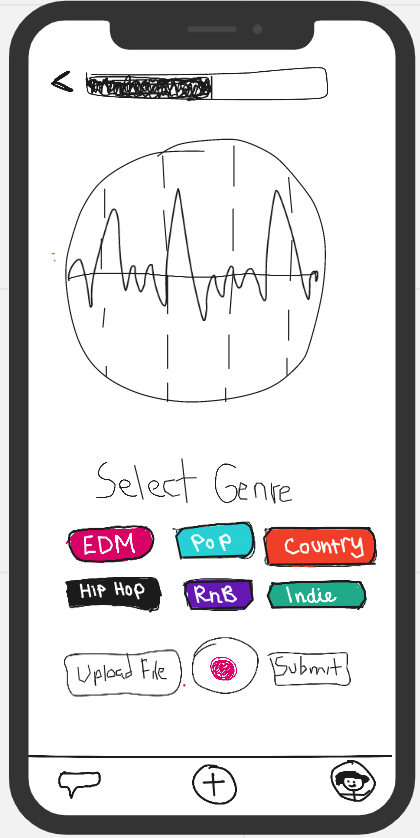 Select Genre
EDM Pop Country
Hip Hop RnB Indie
Upload File Submit